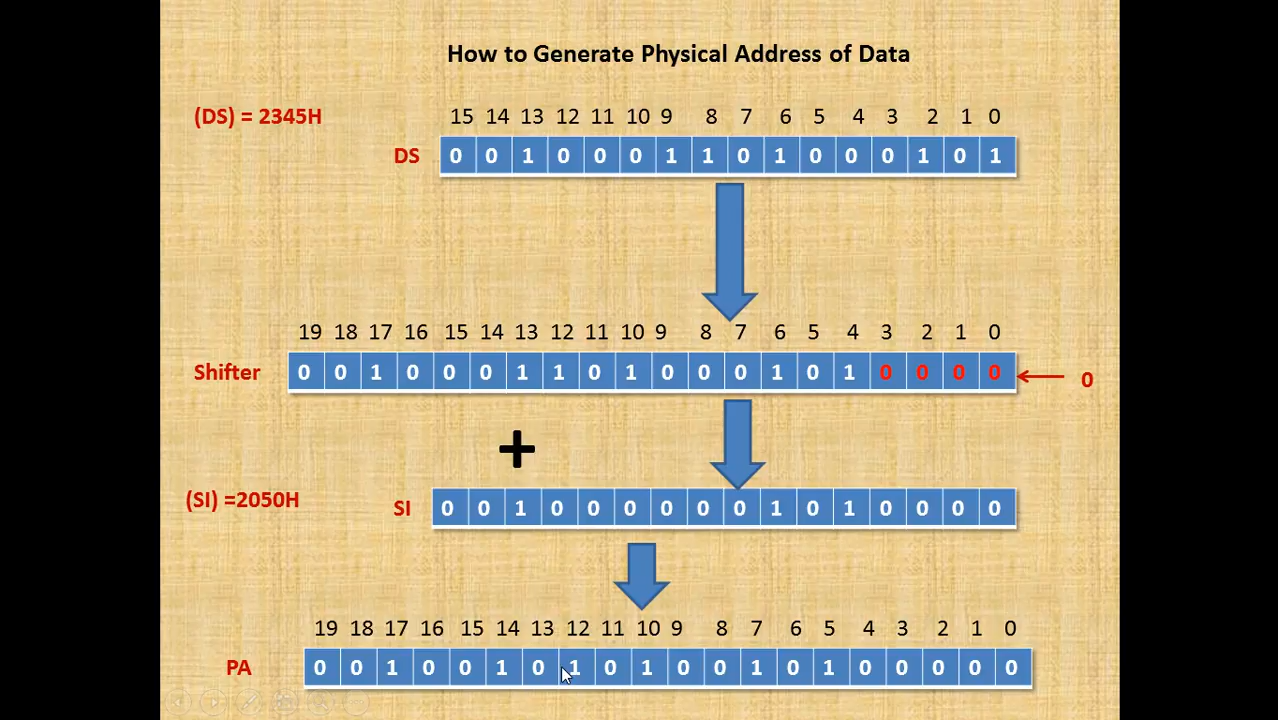 How to Generate Physical Address of Data
(DS) = 2345H 15 14 13 12 11 10 9 8 7 6 5 4 3 2 1 0
DS 0 0 1 0 0 0 1 1 0 1 0 0 0 1 0 1
19 18 17 16 15 14 13 12 11 10 9 8 7 6 5 4 3 2 1 0
Shifter 0 0 1 0 0 0 1 1 0 1 0 0 0 1 0 1 0 0 0 0 0
+
(SI) =2050H SI 0 0 1 0 0 0 0 0 0 1 0 1 0 0 0 0
19 18 17 16 15 14 13 12 11 10 9 8 7 6 5 4 3 2 1 0
PA 0 0 1 0 0 1 0 1 0 1 0 0 1 0 1 0 0 0 0 0